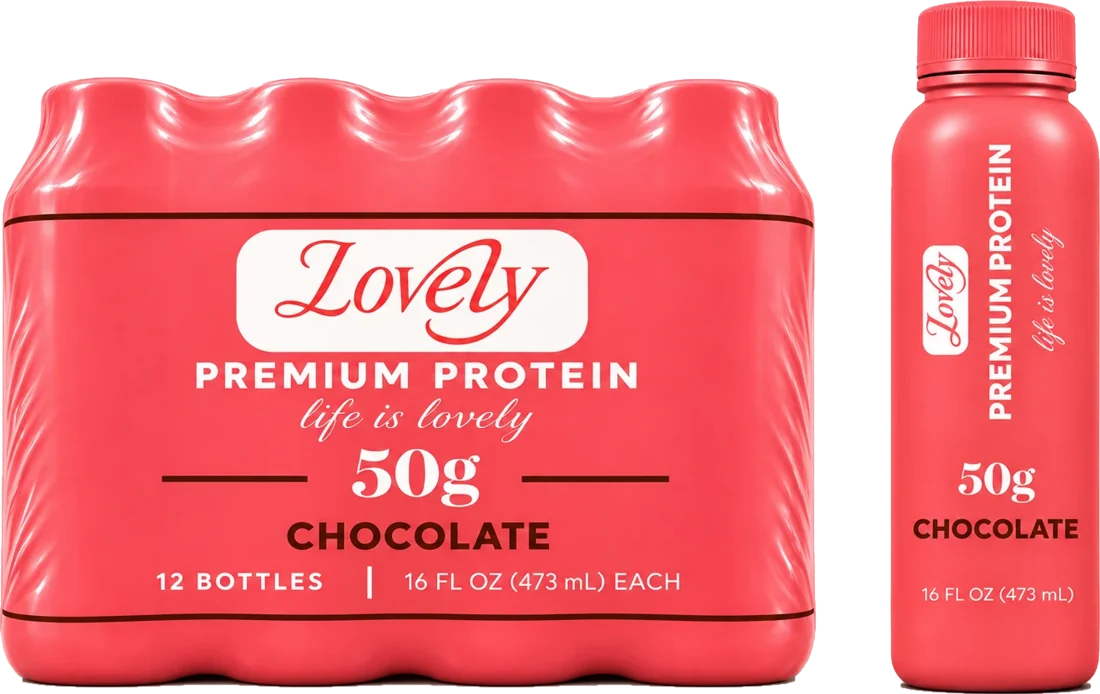 Lovely
PREMIUM PROTEIN
life is lovely
50g
CHOCOLATE
12 BOTTLES | 16 FL OZ (473 mL) EACH
Lovely
PREMIUM PROTEIN
life is lovely
50g
CHOCOLATE
16 FL OZ (473 mL)